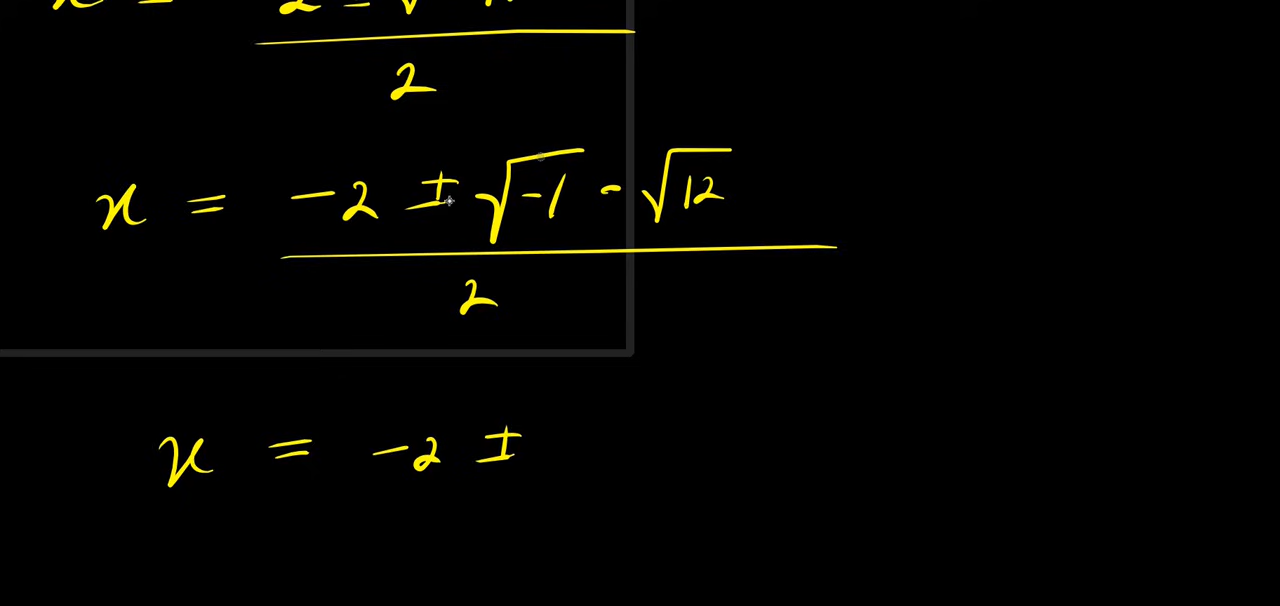 2
x = -2 ± √-1 · √12
2
x = -2 ±